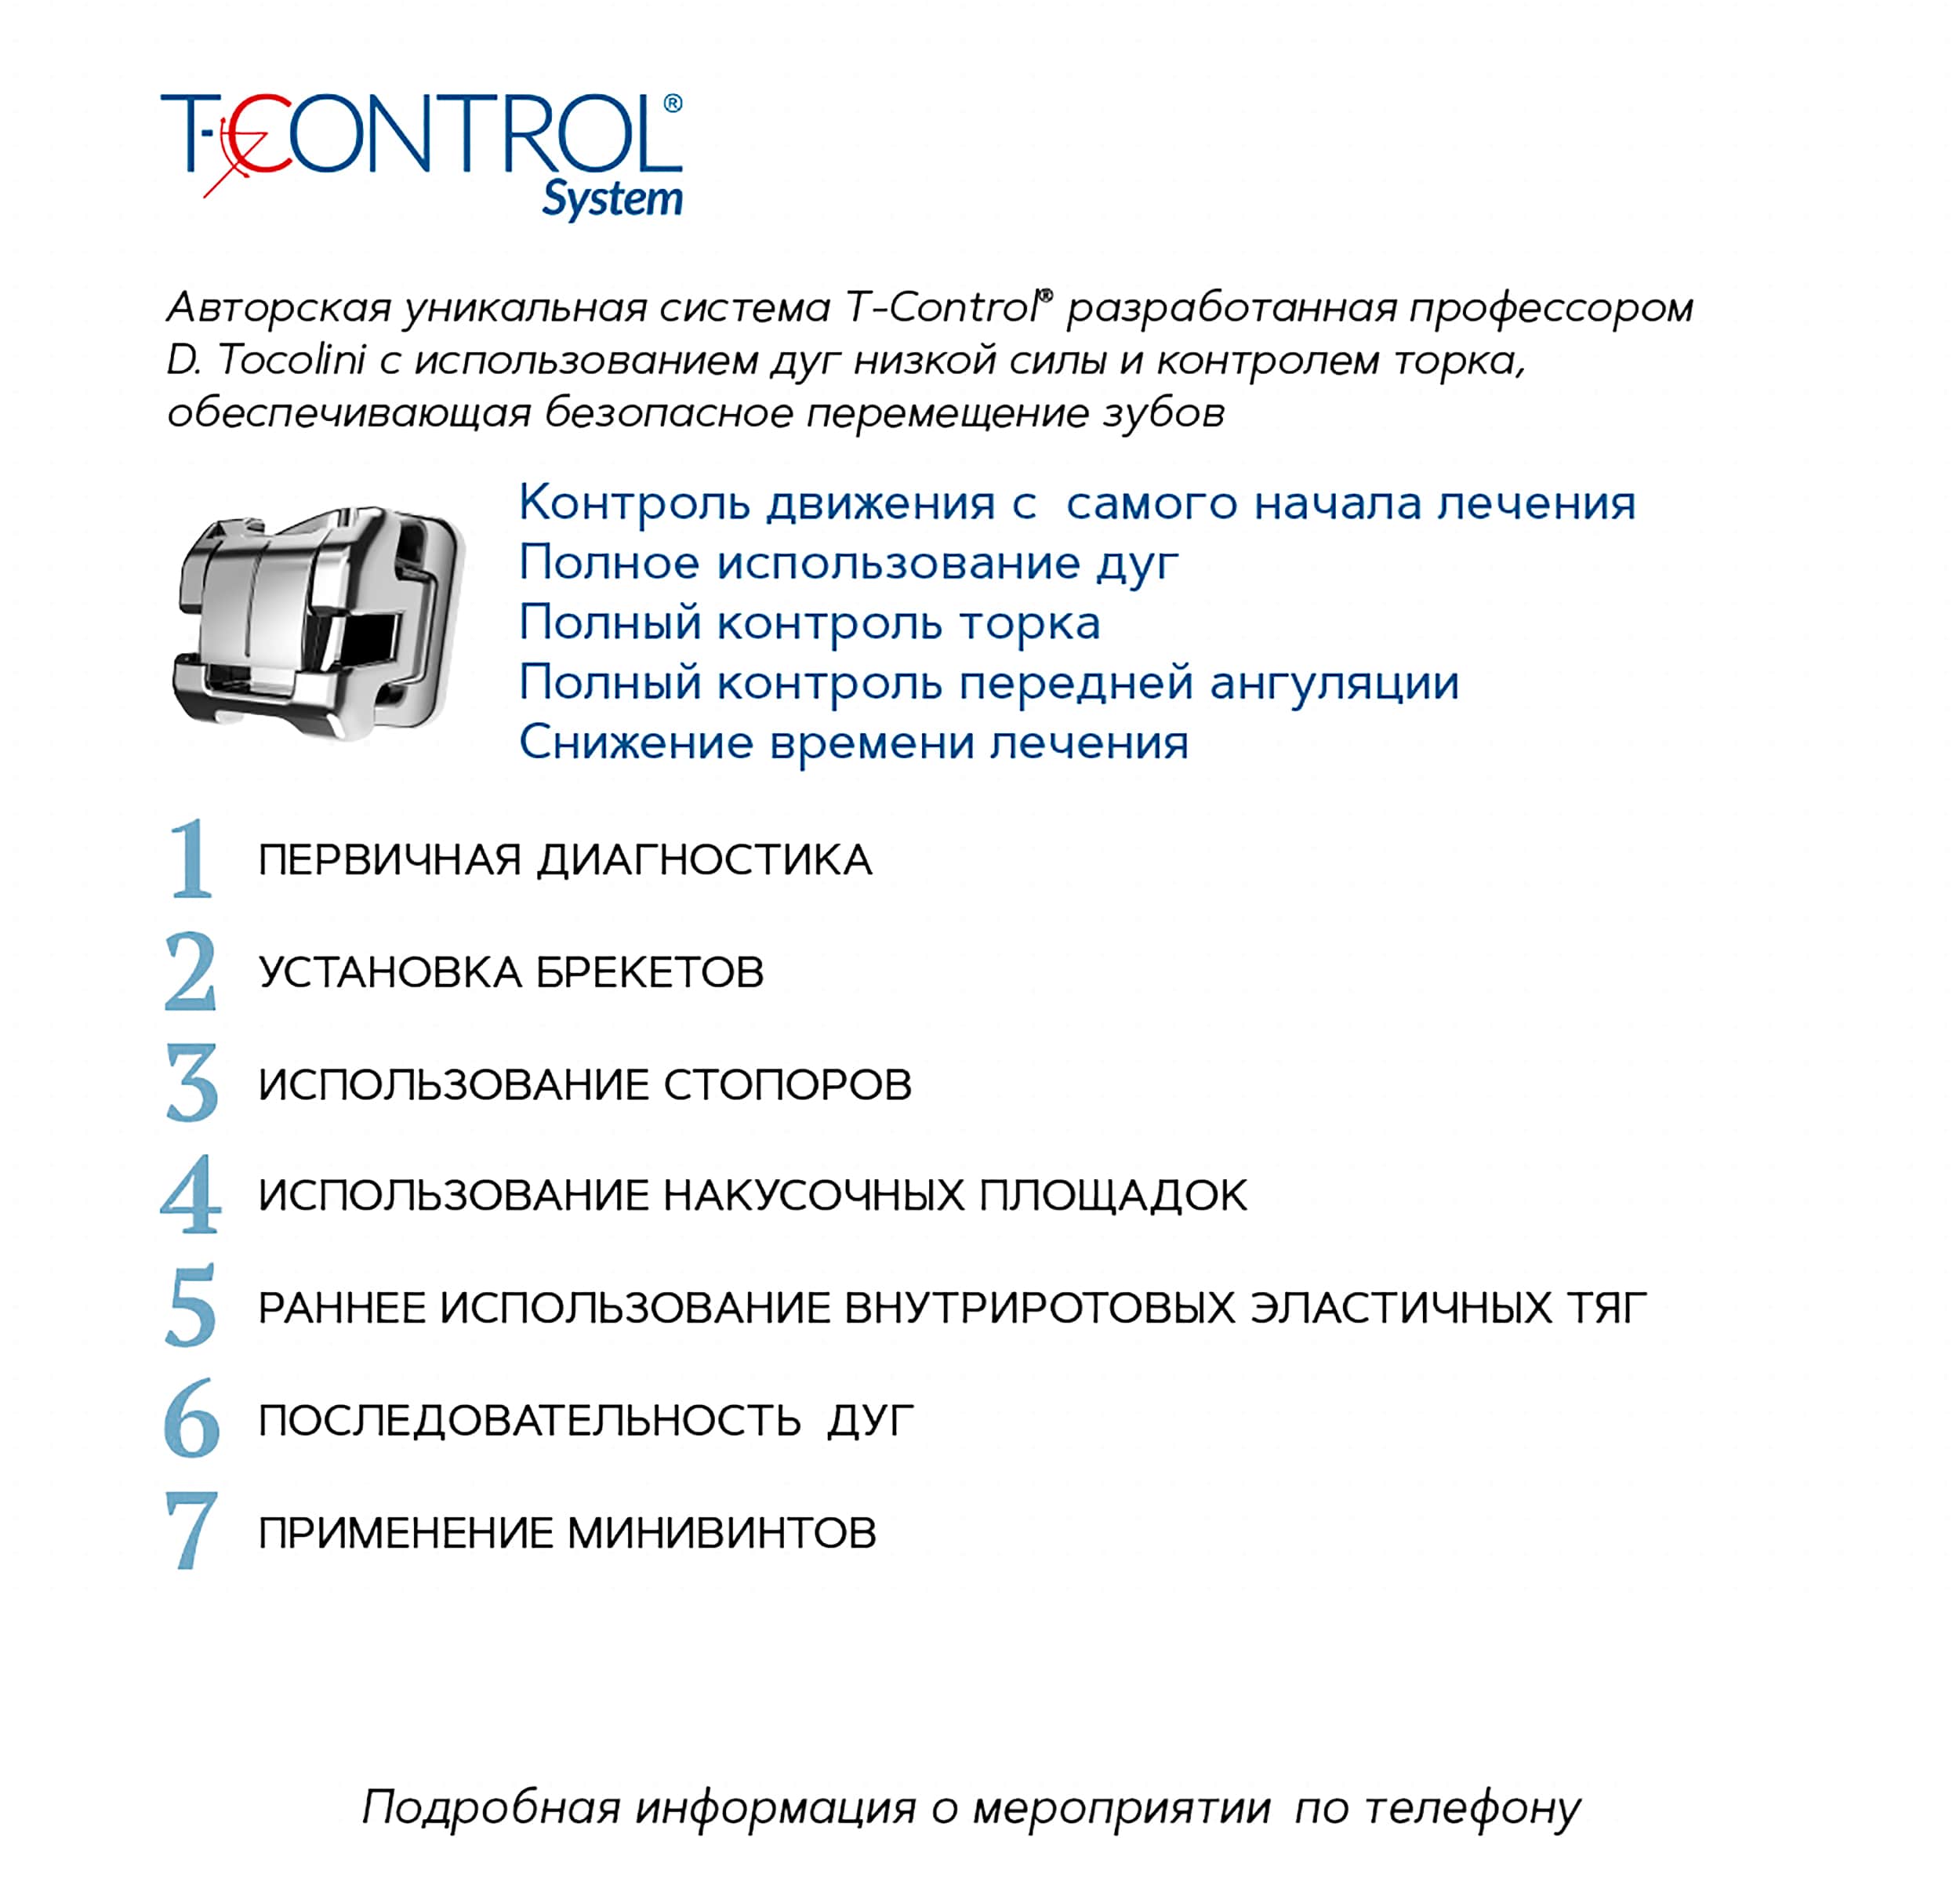 T-CONTROL®
System
Авторская уникальная система T-Control® разработанная профессором
D. Tocolini с использованием дуг низкой силы и контролем торка,
обеспечивающая безопасное перемещение зубов
Контроль движения с самого начала лечения
Полное использование дуг
Полный контроль торка
Полный контроль передней ангуляции
Снижение времени лечения
1 ПЕРВИЧНАЯ ДИАГНОСТИКА
2 УСТАНОВКА БРЕКЕТОВ
3 ИСПОЛЬЗОВАНИЕ СТОПОРОВ
4 ИСПОЛЬЗОВАНИЕ НАКУСОЧНЫХ ПЛОЩАДОК
5 РАННЕЕ ИСПОЛЬЗОВАНИЕ ВНУТРИРОТОВЫХ ЭЛАСТИЧНЫХ ТЯГ
6 ПОСЛЕДОВАТЕЛЬНОСТЬ ДУГ
7 ПРИМЕНЕНИЕ МИНИВИНТОВ
Подробная информация о мероприятии по телефону